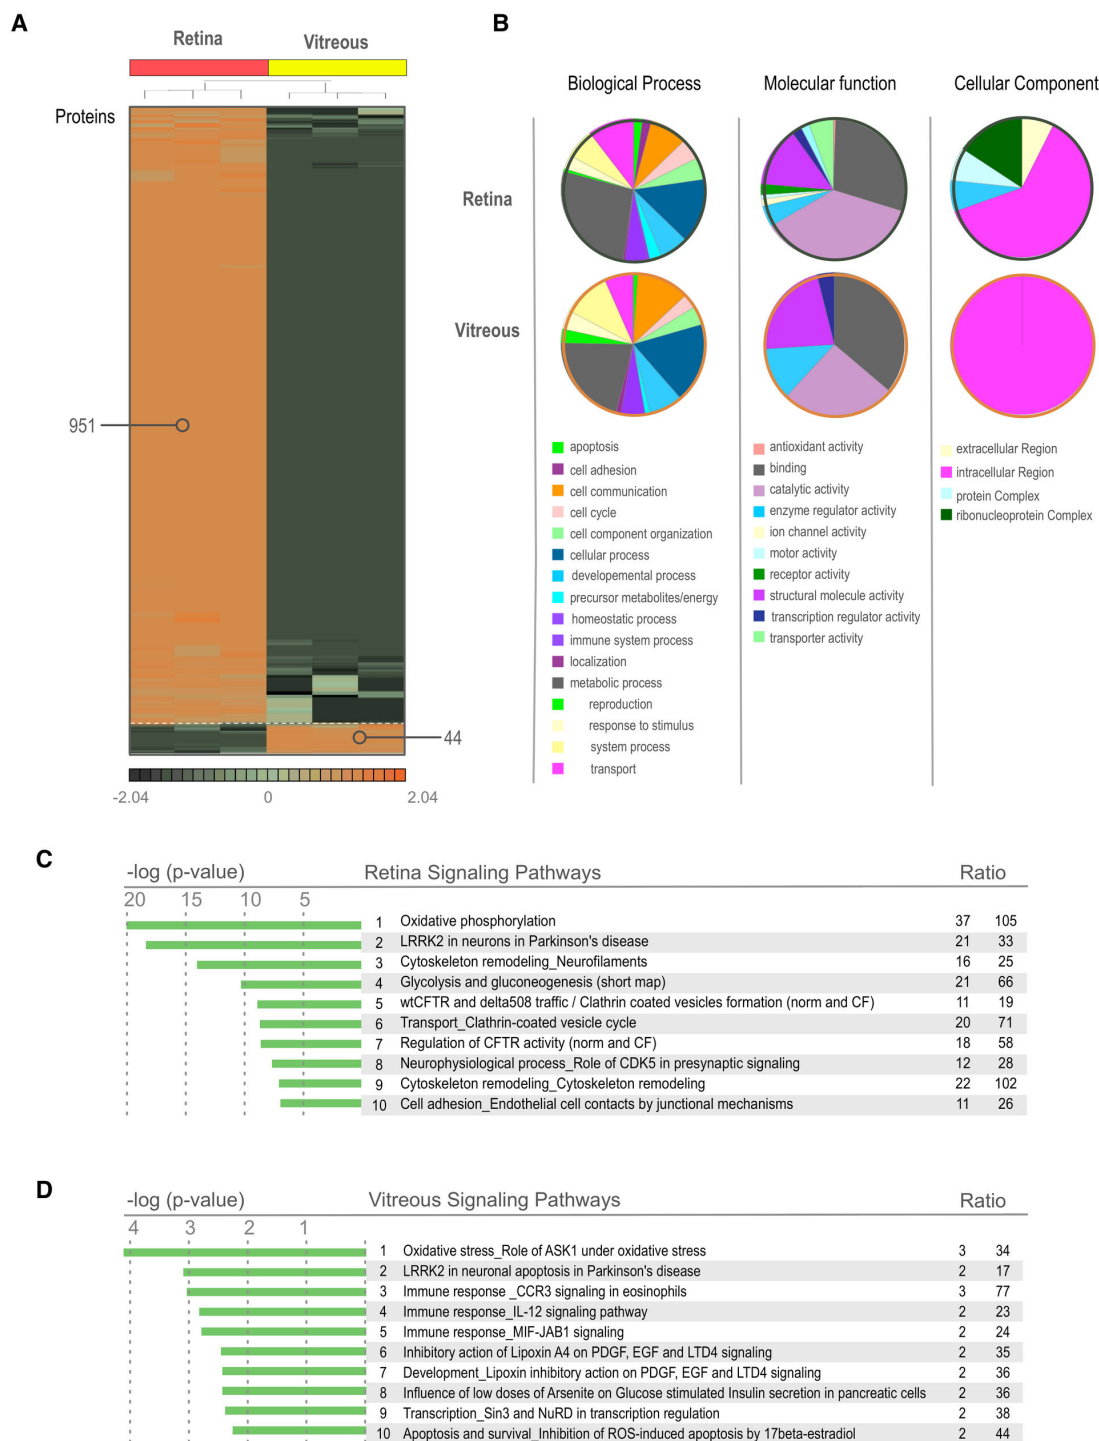 A
Retina
Vitreous
Proteins
951
44
-2.04
0
2.04
B
Biological Process
Molecular function
Cellular Component
Retina
Vitreous
apoptosis
cell adhesion
cell communication
cell cycle
cell component organization
cellular process
developemental process
precursor metabolites/energy
homeostatic process
immune system process
localization
metabolic process
reproduction
response to stimulus
system process
transport
antioxidant activity
binding
catalytic activity
enzyme regulator activity
ion channel activity
motor activity
receptor activity
structural molecule activity
transcription regulator activity
transporter activity
extracellular Region
intracellular Region
protein Complex
ribonucleoprotein Complex
C
-log (p-value) Retina Signaling Pathways Ratio
20 15 10 5
1 Oxidative phosphorylation 37 105
2 LRRK2 in neurons in Parkinson's disease 21 33
3 Cytoskeleton remodeling_Neurofilaments 16 25
4 Glycolysis and gluconeogenesis (short map) 21 66
5 wtCFTR and delta508 traffic / Clathrin coated vesicles formation (norm and CF) 11 19
6 Transport_Clathrin-coated vesicle cycle 20 71
7 Regulation of CFTR activity (norm and CF) 18 58
8 Neurophysiological process_Role of CDK5 in presynaptic signaling 12 28
9 Cytoskeleton remodeling_Cytoskeleton remodeling 22 102
10 Cell adhesion_Endothelial cell contacts by junctional mechanisms 11 26
D
-log (p-value) Vitreous Signaling Pathways Ratio
4 3 2 1
1 Oxidative stress_Role of ASK1 under oxidative stress 3 34
2 LRRK2 in neuronal apoptosis in Parkinson's disease 2 17
3 Immune response _CCR3 signaling in eosinophils 3 77
4 Immune response_IL-12 signaling pathway 2 23
5 Immune response_MIF-JAB1 signaling 2 24
6 Inhibitory action of Lipoxin A4 on PDGF, EGF and LTD4 signaling 2 35
7 Development_Lipoxin inhibitory action on PDGF, EGF and LTD4 signaling 2 36
8 Influence of low doses of Arsenite on Glucose stimulated Insulin secretion in pancreatic cells 2 36
9 Transcription_Sin3 and NuRD in transcription regulation 2 38
10 Apoptosis and survival_Inhibition of ROS-induced apoptosis by 17beta-estradiol 2 44